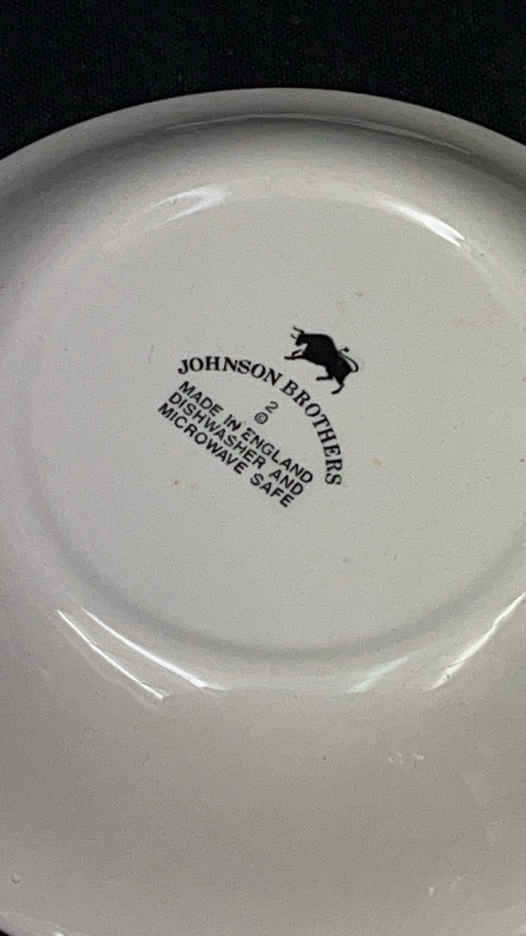 JOHNSON BROTHERS
2
©
MADE IN ENGLAND
DISHWASHER AND
MICROWAVE SAFE